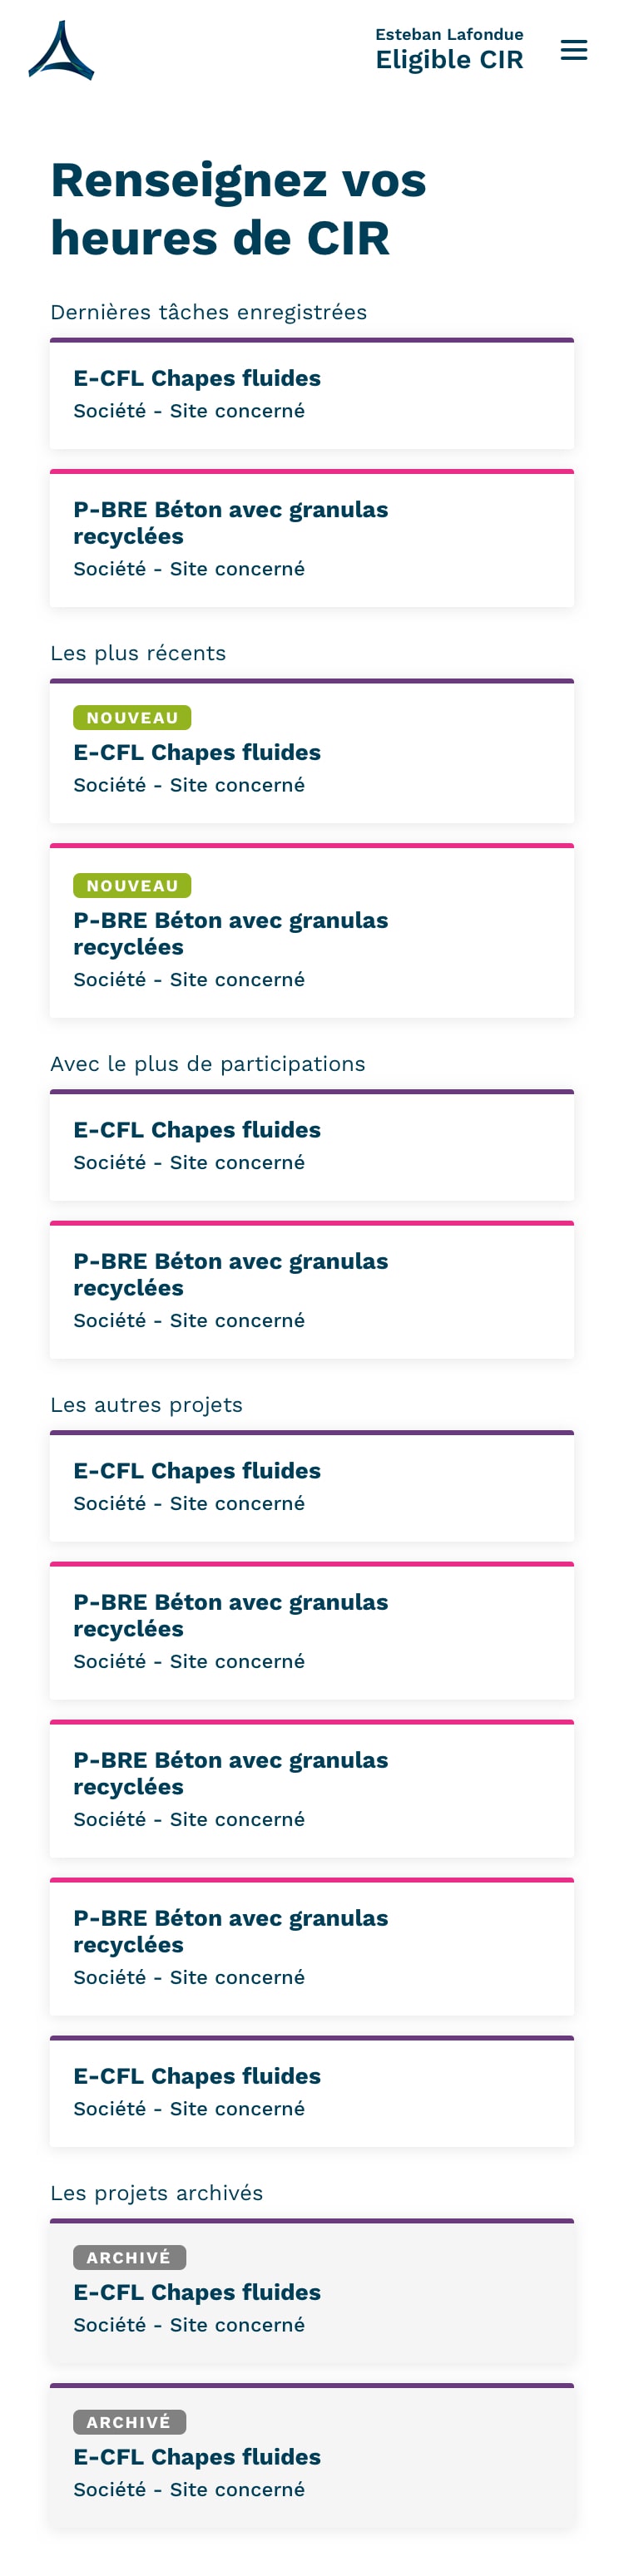 Esteban Lafondue
Eligible CIR
Renseignez vos
heures de CIR
Dernières tâches enregistrées
E-CFL Chapes fluides
Société - Site concerné
P-BRE Béton avec granulas
recyclées
Société - Site concerné
Les plus récents
NOUVEAU
E-CFL Chapes fluides
Société - Site concerné
NOUVEAU
P-BRE Béton avec granulas
recyclées
Société - Site concerné
Avec le plus de participations
E-CFL Chapes fluides
Société - Site concerné
P-BRE Béton avec granulas
recyclées
Société - Site concerné
Les autres projets
E-CFL Chapes fluides
Société - Site concerné
P-BRE Béton avec granulas
recyclées
Société - Site concerné
P-BRE Béton avec granulas
recyclées
Société - Site concerné
P-BRE Béton avec granulas
recyclées
Société - Site concerné
E-CFL Chapes fluides
Société - Site concerné
Les projets archivés
ARCHIVÉ
E-CFL Chapes fluides
Société - Site concerné
ARCHIVÉ
E-CFL Chapes fluides
Société - Site concerné